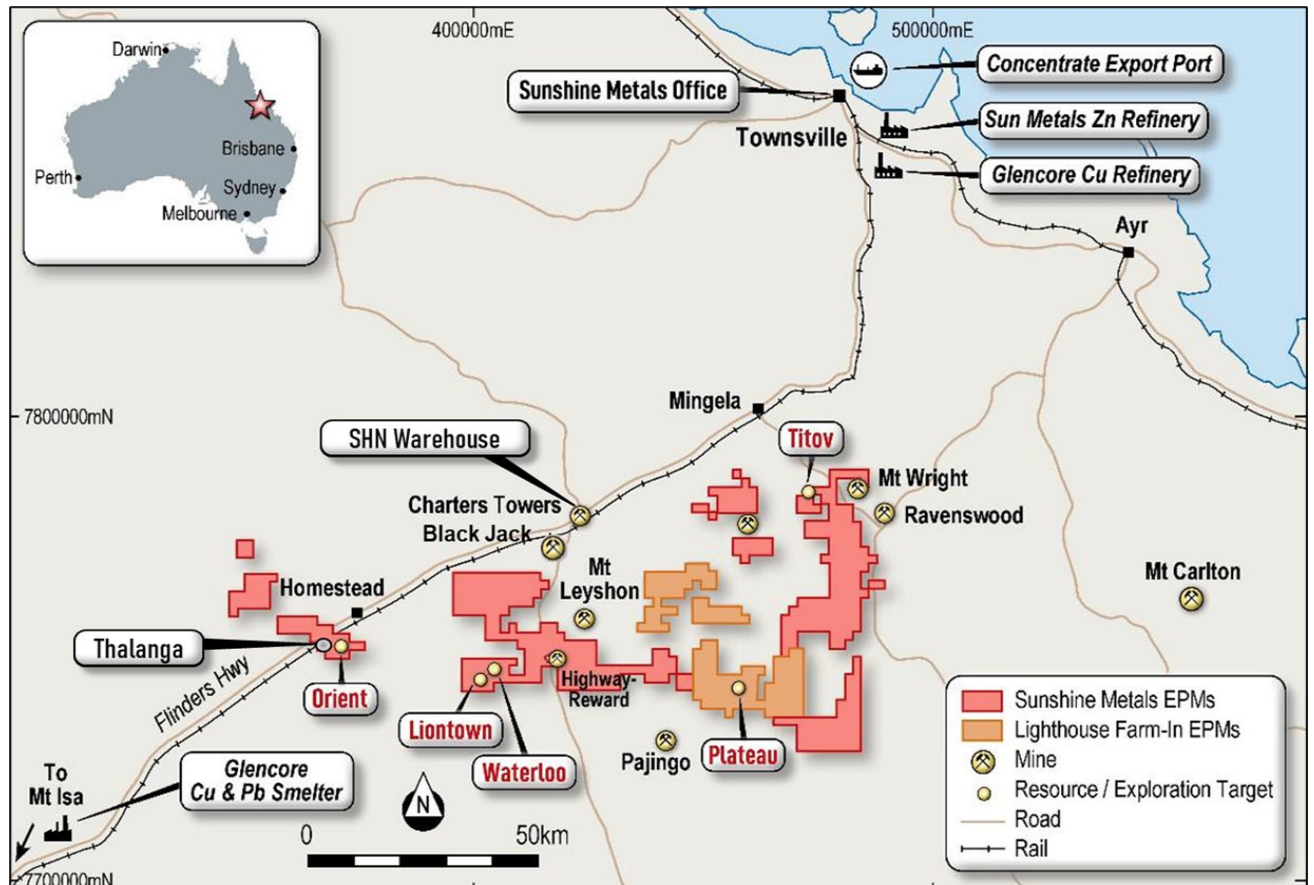 400000mE
500000mE
Darwin
Brisbane
Perth
Sydney
Melbourne
Sunshine Metals Office
Concentrate Export Port
Sun Metals Zn Refinery
Townsville
Glencore Cu Refinery
Ayr
7800000mN
Mingela
SHN Warehouse
Titov
Mt Wright
Charters Towers
Ravenswood
Black Jack
Mt
Leyshon
Mt Carlton
Homestead
Thalanga
Flinders Hwy
Orient
Highway-
Reward
Liontown
Waterloo
Pajingo
Plateau
To
Mt Isa
Glencore
Cu & Pb Smelter
N
0
50km
Sunshine Metals EPMs
Lighthouse Farm-In EPMs
Mine
Resource / Exploration Target
Road
Rail
7700000mN